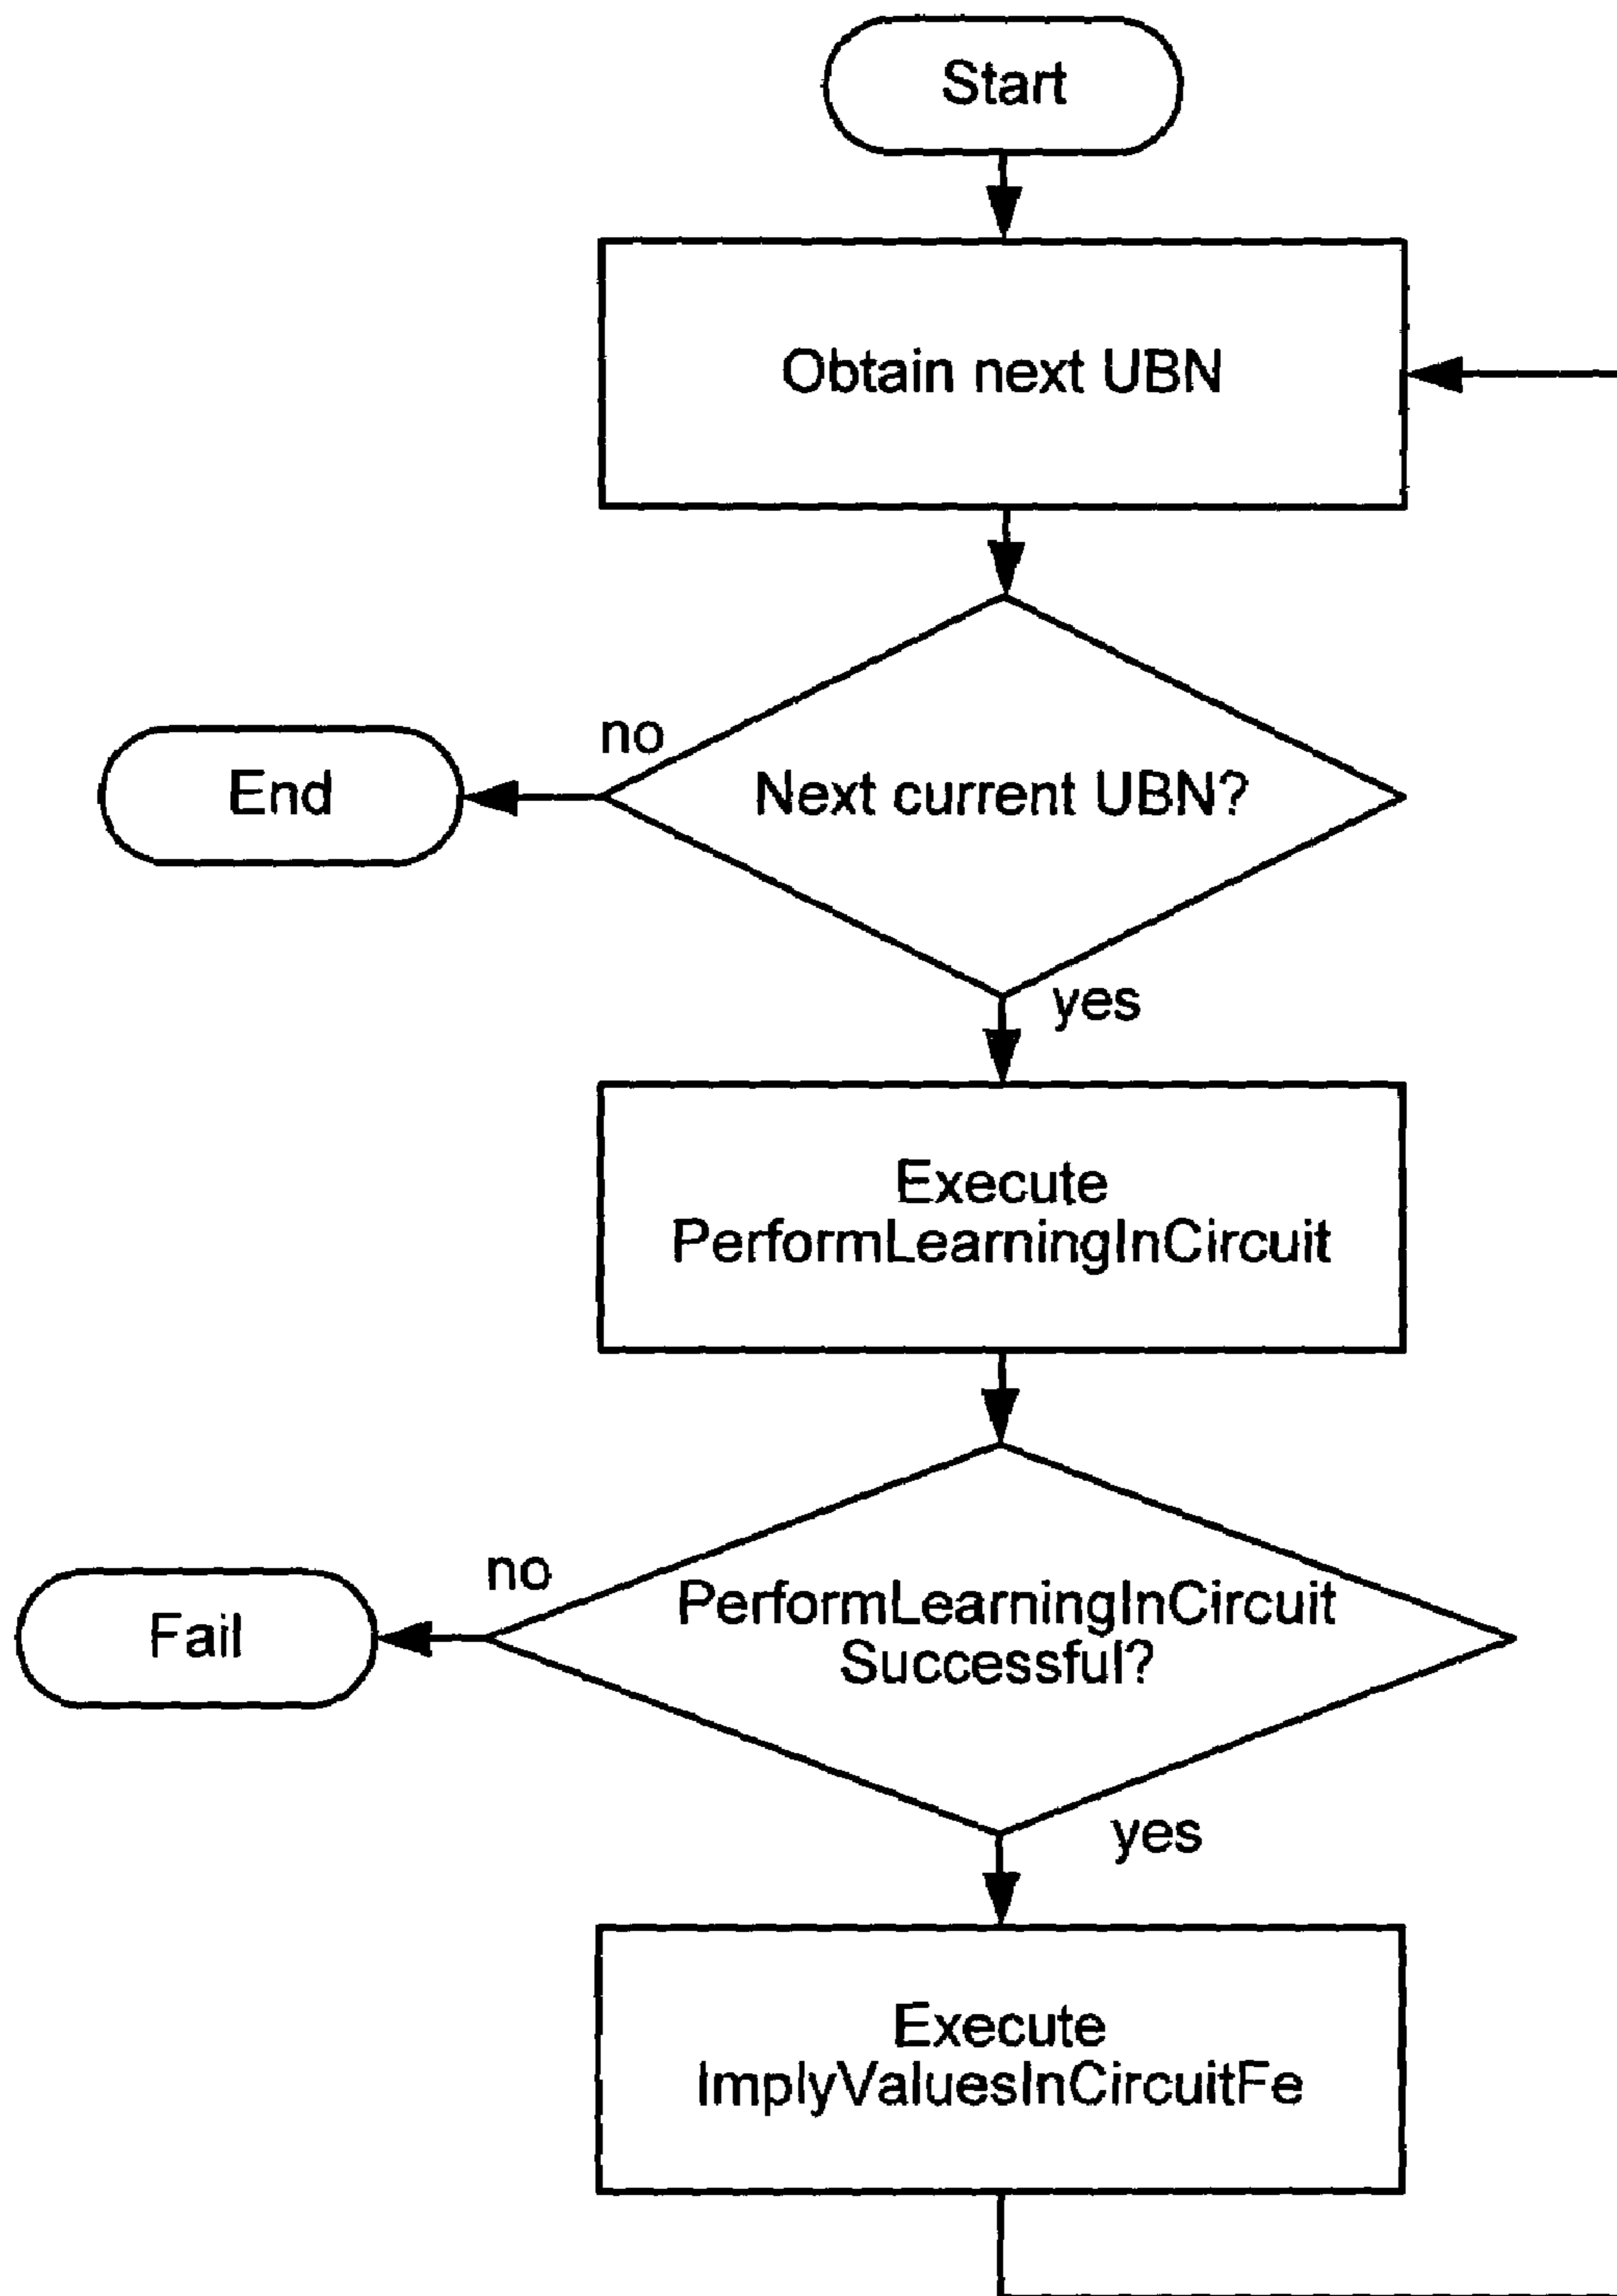 Start
Obtain next UBN
no
Next current UBN?
End
yes
Execute
PerformLearningInCircuit
no
PerformLearningInCircuit
Successful?
Fail
yes
Execute
ImplyValuesInCircuitFe